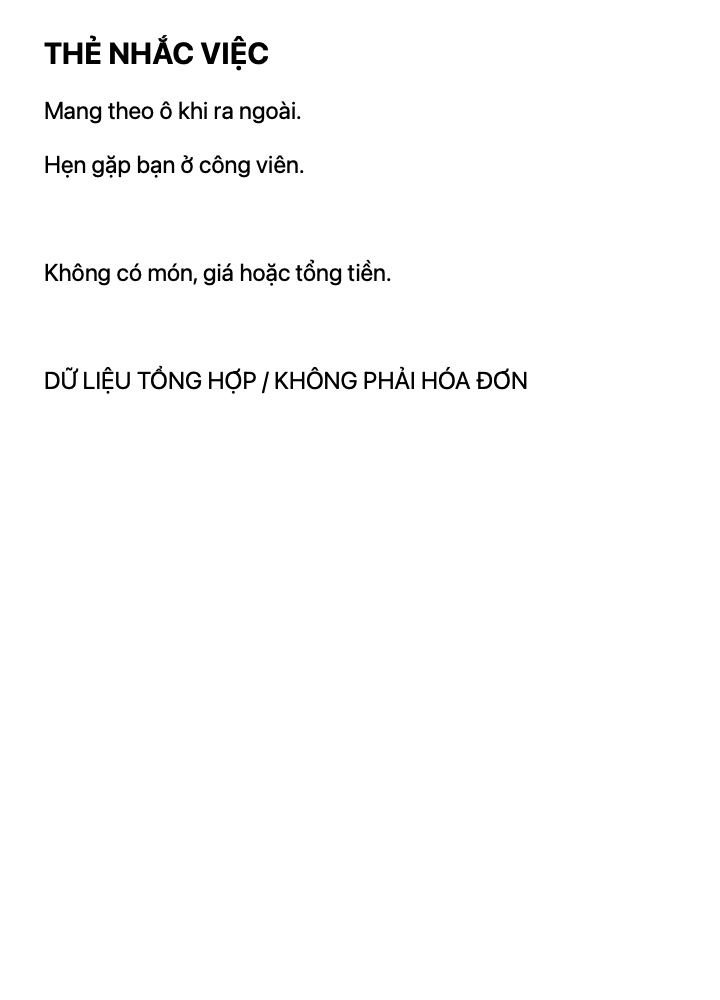 THẺ NHẮC VIỆC
Mang theo ô khi ra ngoài.
Hẹn gặp bạn ở công viên.
Không có món, giá hoặc tổng tiền.
DỮ LIỆU TỔNG HỢP / KHÔNG PHẢI HÓA ĐƠN